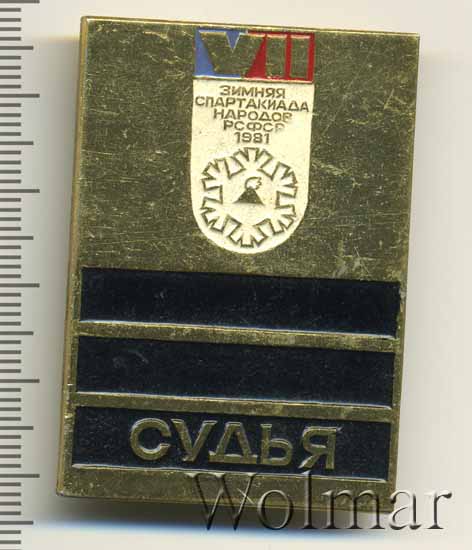 VII
ЗИМНЯЯ
СПАРТАКИАДА
НАРОДОВ
РСФСР
1981
СУДЬЯ
Wolmar